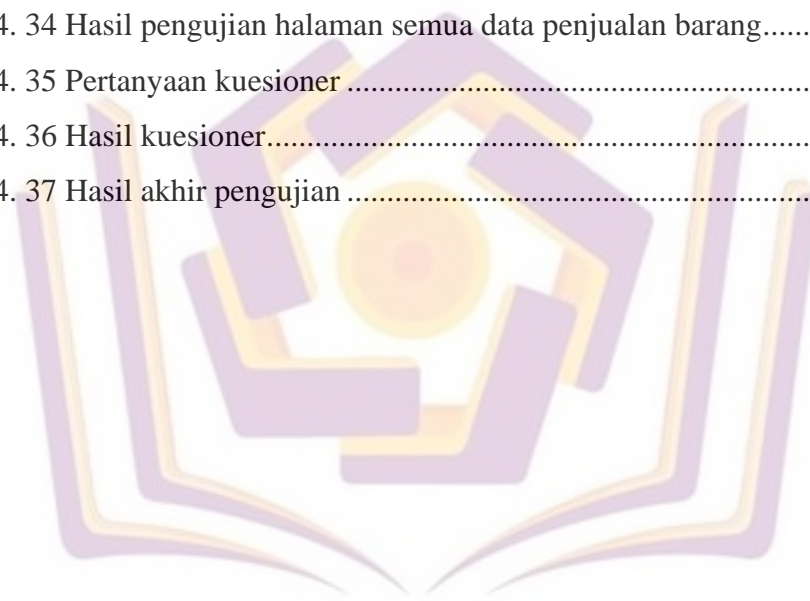 4. 34 Hasil pengujian halaman semua data penjualan barang......
4. 35 Pertanyaan kuesioner .................................................
4. 36 Hasil kuesioner..........................................................
4. 37 Hasil akhir pengujian .................................................